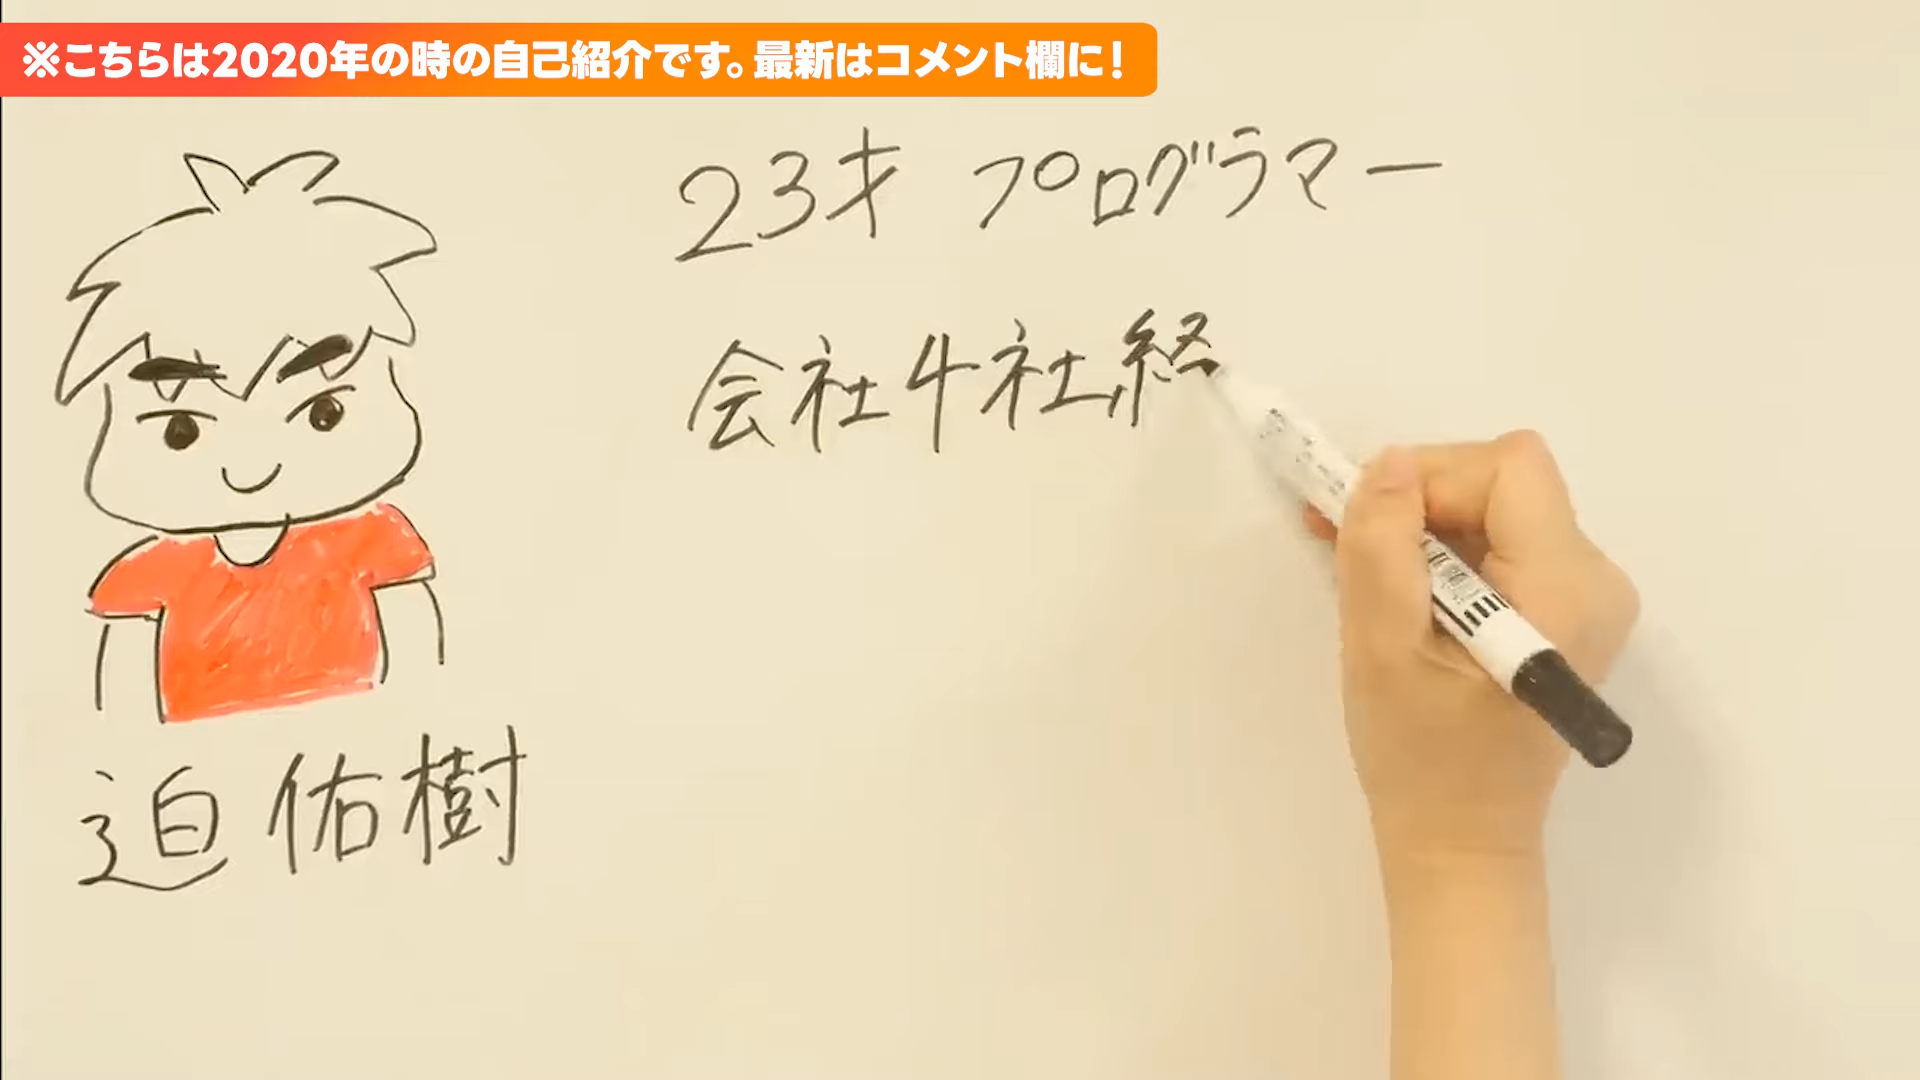 ※こちらは2020年の時の自己紹介です。最新はコメント欄に!
23才 プログラマー
会社4社経
迫 佑樹